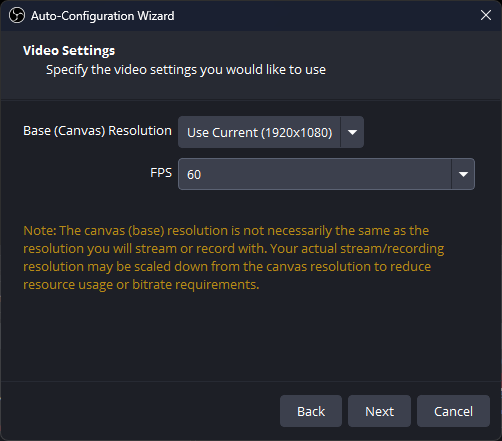 Auto-Configuration Wizard
Video Settings
Specify the video settings you would like to use
Base (Canvas) Resolution Use Current (1920x1080)
FPS 60
Note: The canvas (base) resolution is not necessarily the same as the
resolution you will stream or record with. Your actual stream/recording
resolution may be scaled down from the canvas resolution to reduce
resource usage or bitrate requirements.
Back Next Cancel